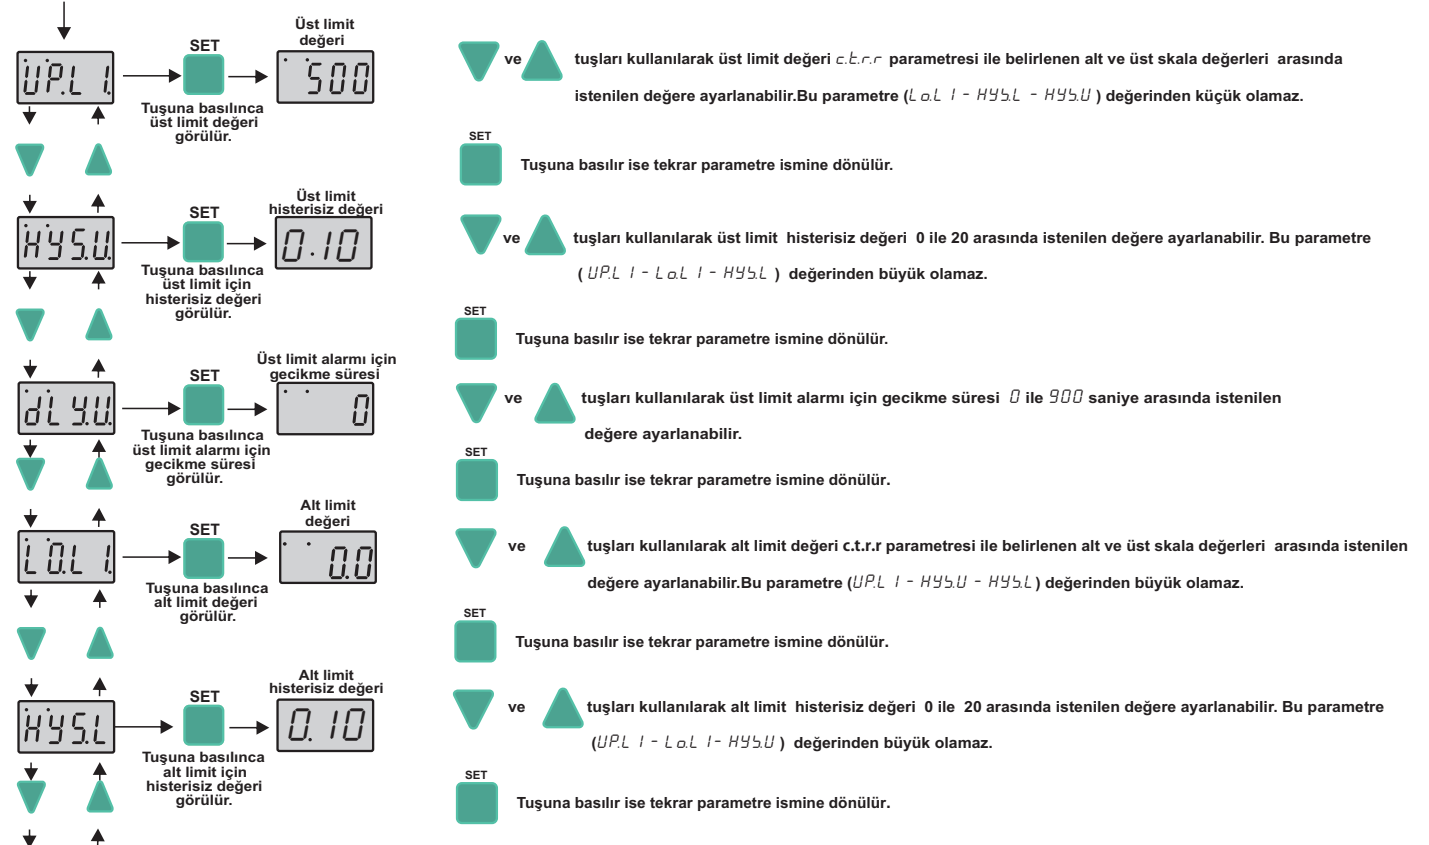 Üst limit
değeri
SET
UP.L I.
500
Tuşuna basılınca
üst limit değeri
görülür.
ve tuşları kullanılarak üst limit değeri c.t.r.r parametresi ile belirlenen alt ve üst skala değerleri arasında
istenilen değere ayarlanabilir.Bu parametre (Lo.L I - HYS.L - HYS.U ) değerinden küçük olamaz.
SET
Tuşuna basılır ise tekrar parametre ismine dönülür.
Üst limit
histerisiz değeri
SET
HYS.U.
0.10
Tuşuna basılınca
üst limit için
histerisiz değeri
görülür.
ve tuşları kullanılarak üst limit histerisiz değeri 0 ile 20 arasında istenilen değere ayarlanabilir. Bu parametre
( UP.L I - Lo.L I - HYS.L ) değerinden büyük olamaz.
SET
Tuşuna basılır ise tekrar parametre ismine dönülür.
Üst limit alarmı için
gecikme süresi
SET
dL Y.U.
0
Tuşuna basılınca
üst limit alarmı için
gecikme süresi
görülür.
ve tuşları kullanılarak üst limit alarmı için gecikme süresi 0 ile 900 saniye arasında istenilen
değere ayarlanabilir.
SET
Tuşuna basılır ise tekrar parametre ismine dönülür.
Alt limit
değeri
SET
L O.L I.
0.0
Tuşuna basılınca
alt limit değeri
görülür.
ve tuşları kullanılarak alt limit değeri c.t.r.r parametresi ile belirlenen alt ve üst skala değerleri arasında istenilen
değere ayarlanabilir.Bu parametre (UP.L I - HYS.U - HYS.L) değerinden büyük olamaz.
SET
Tuşuna basılır ise tekrar parametre ismine dönülür.
Alt limit
histerisiz değeri
SET
HYS.L
0.10
Tuşuna basılınca
alt limit için
histerisiz değeri
görülür.
ve tuşları kullanılarak alt limit histerisiz değeri 0 ile 20 arasında istenilen değere ayarlanabilir. Bu parametre
(UP.L I - Lo.L I- HYS.U ) değerinden büyük olamaz.
SET
Tuşuna basılır ise tekrar parametre ismine dönülür.